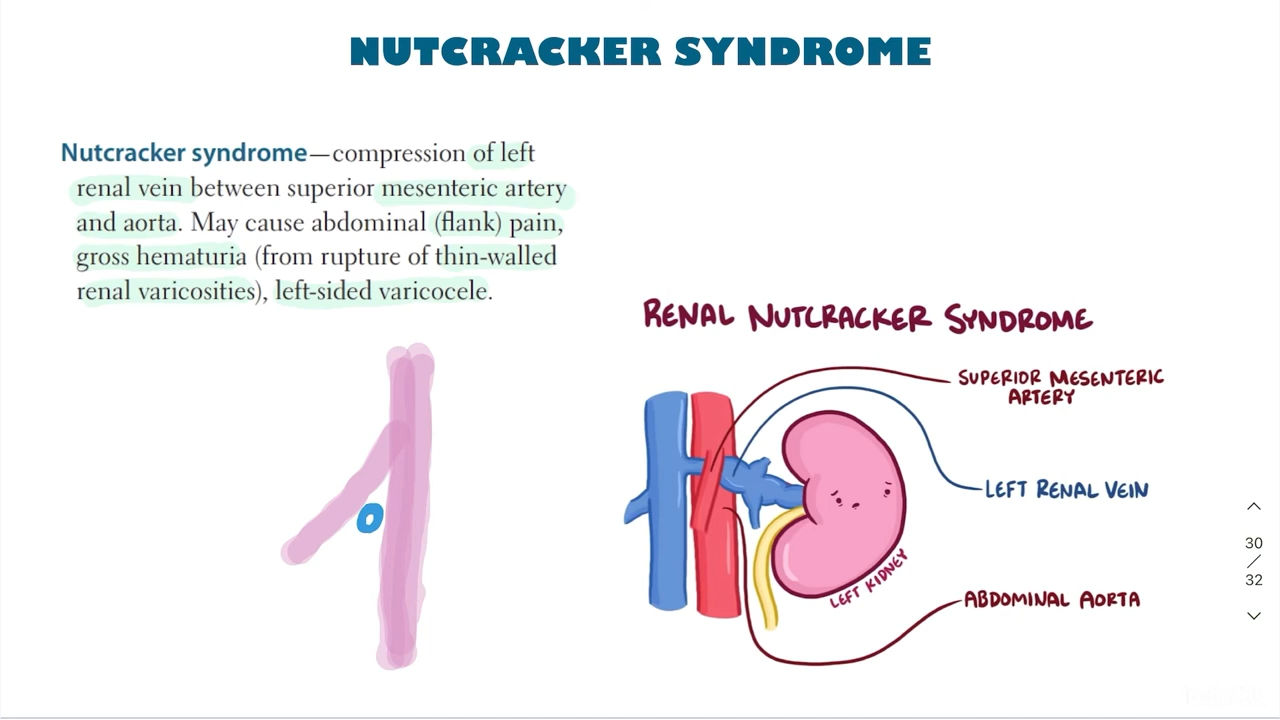 NUTCRACKER SYNDROME
Nutcracker syndrome—compression of left
renal vein between superior mesenteric artery
and aorta. May cause abdominal (flank) pain,
gross hematuria (from rupture of thin-walled
renal varicosities), left-sided varicocele.
RENAL NUTCRACKER SYNDROME
SUPERIOR MESENTERIC
ARTERY
LEFT RENAL VEIN
LEFT KIDNEY
ABDOMINAL AORTA
30
/
32